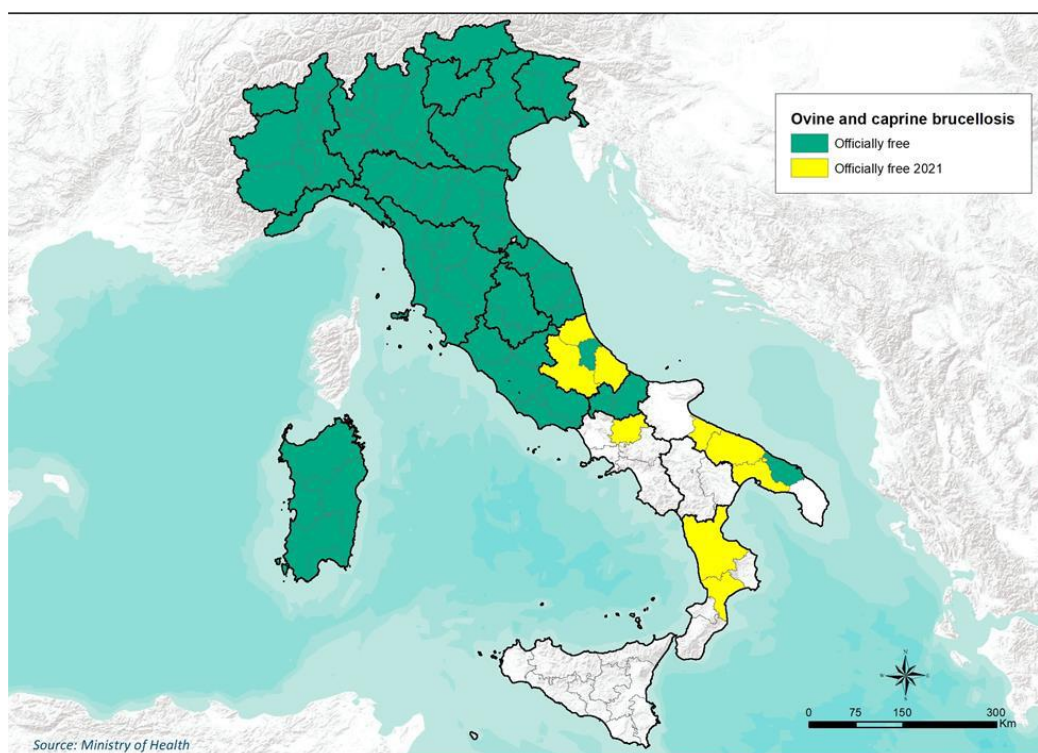 Ovine and caprine brucellosis
Officially free
Officially free 2021
N
W
E
S
0 75 150 300
Km
Source: Ministry of Health